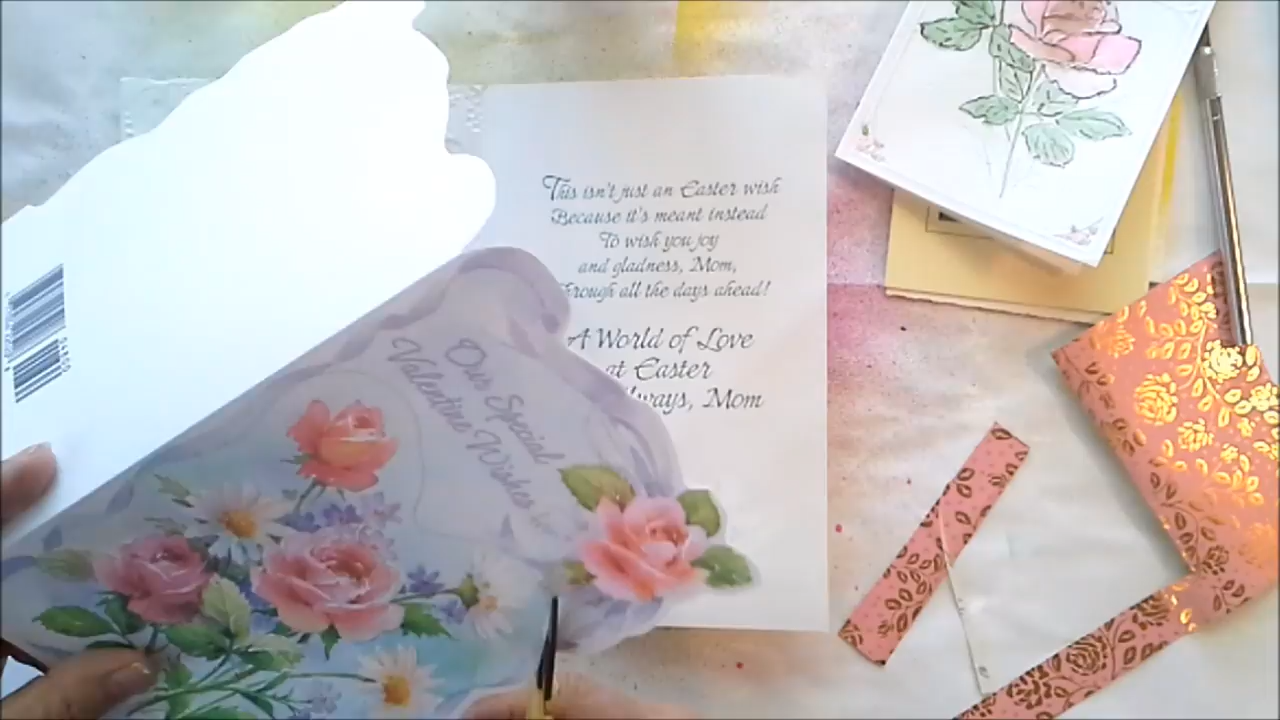 This isn't just an Easter wish
Because it's meant instead
To wish you joy
and gladness, Mom,
through all the days ahead!
A World of Love
at Easter
Always, Mom
Our Special
Valentine Wishes